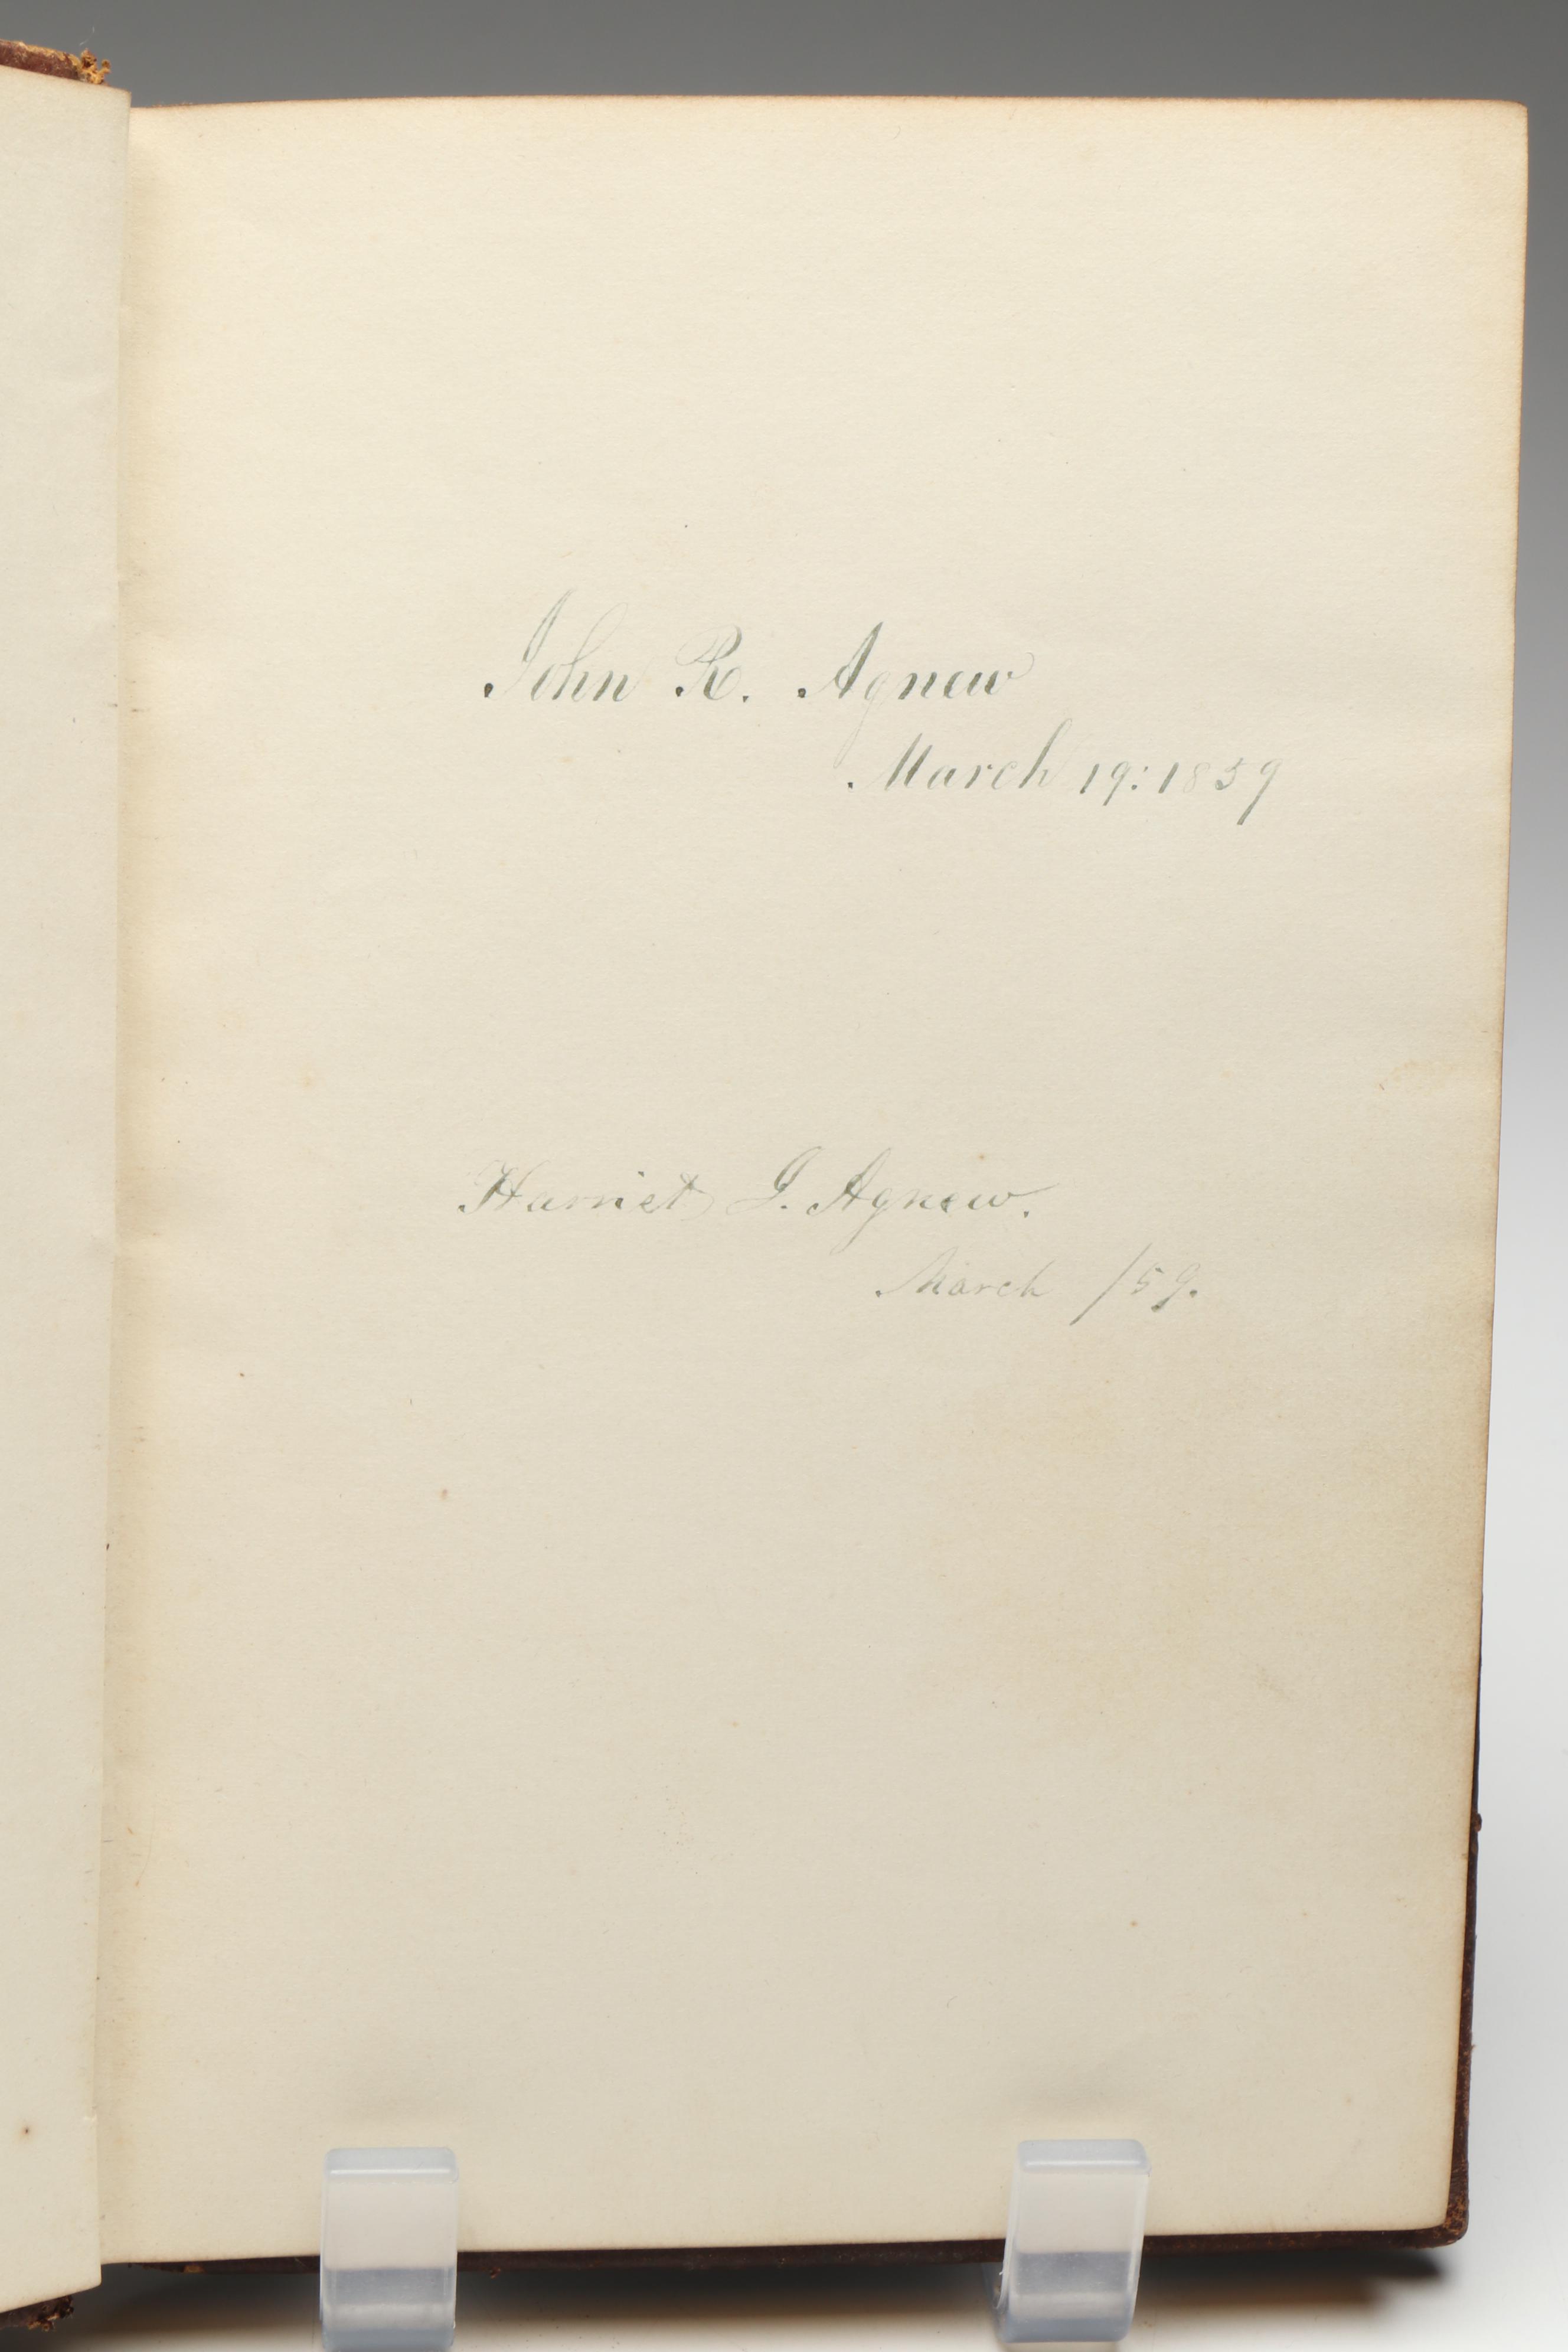 John R. Agnew
March 19: 1859
Harriet J. Agnew.
March /59.